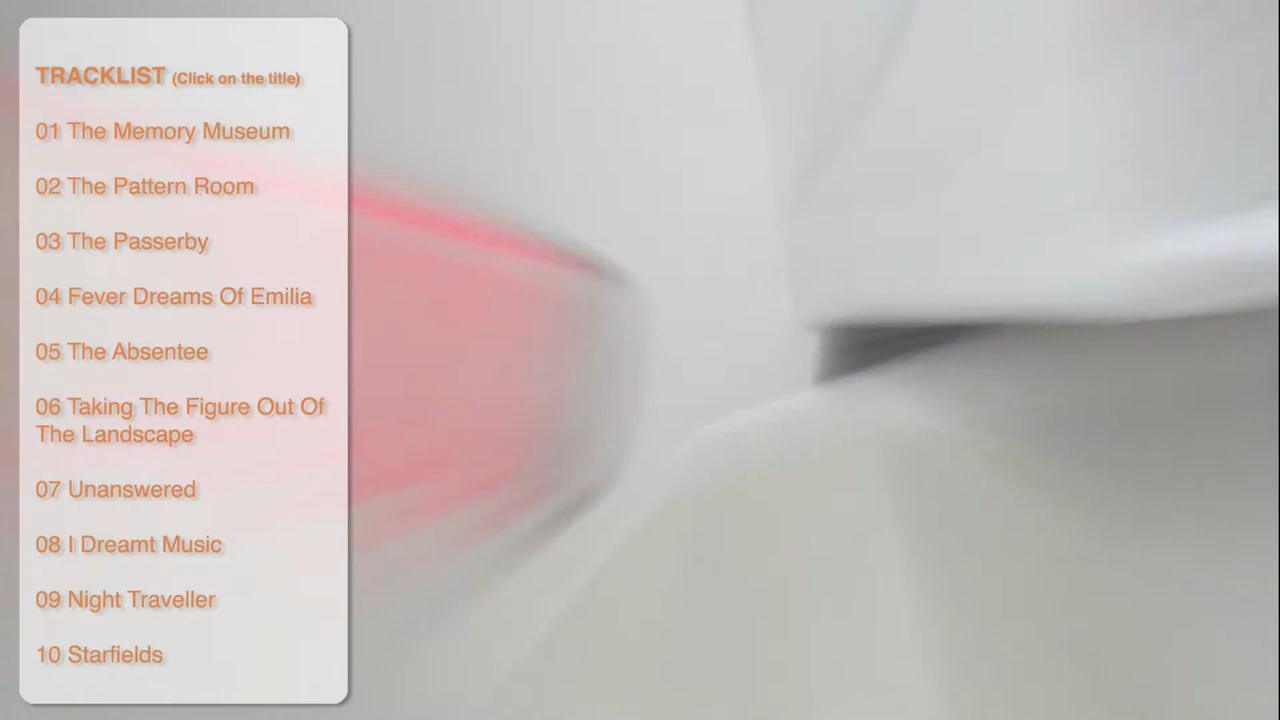 TRACKLIST (Click on the title)
01 The Memory Museum
02 The Pattern Room
03 The Passerby
04 Fever Dreams Of Emilia
05 The Absentee
06 Taking The Figure Out Of
The Landscape
07 Unanswered
08 I Dreamt Music
09 Night Traveller
10 Starfields